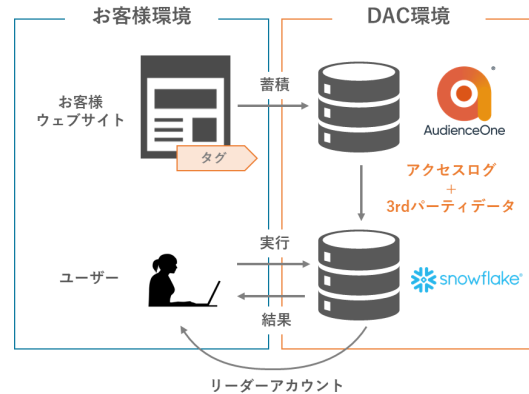 お客様環境
DAC環境
お客様
ウェブサイト
タグ
蓄積
AudienceOne
アクセスログ
+
3rdパーティデータ
ユーザー
実行
結果
snowflake®
リーダーアカウント